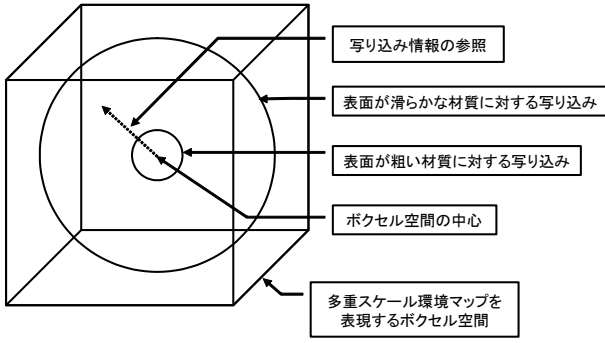 写り込み情報の参照
表面が滑らかな材質に対する写り込み
表面が粗い材質に対する写り込み
ボクセル空間の中心
多重スケール環境マップを
表現するボクセル空間